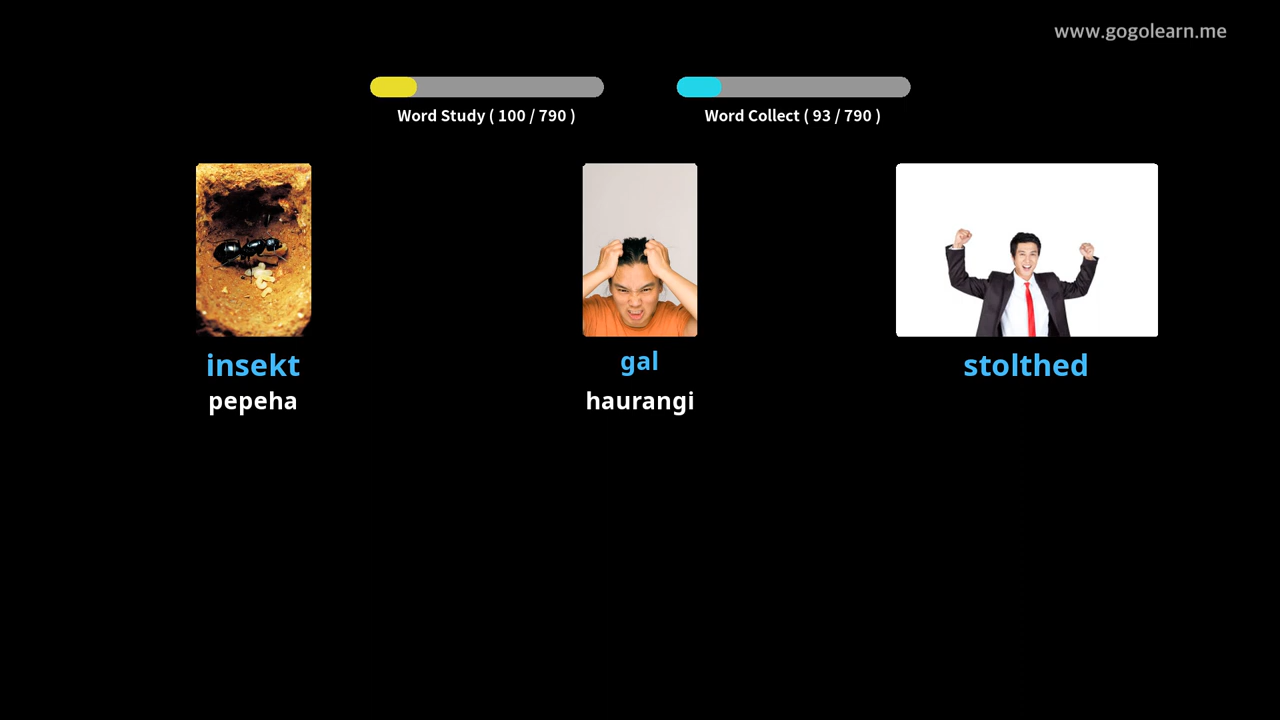 www.gogolearn.me
Word Study ( 100 / 790 )
Word Collect ( 93 / 790 )
insekt
pepeha
gal
haurangi
stolthed